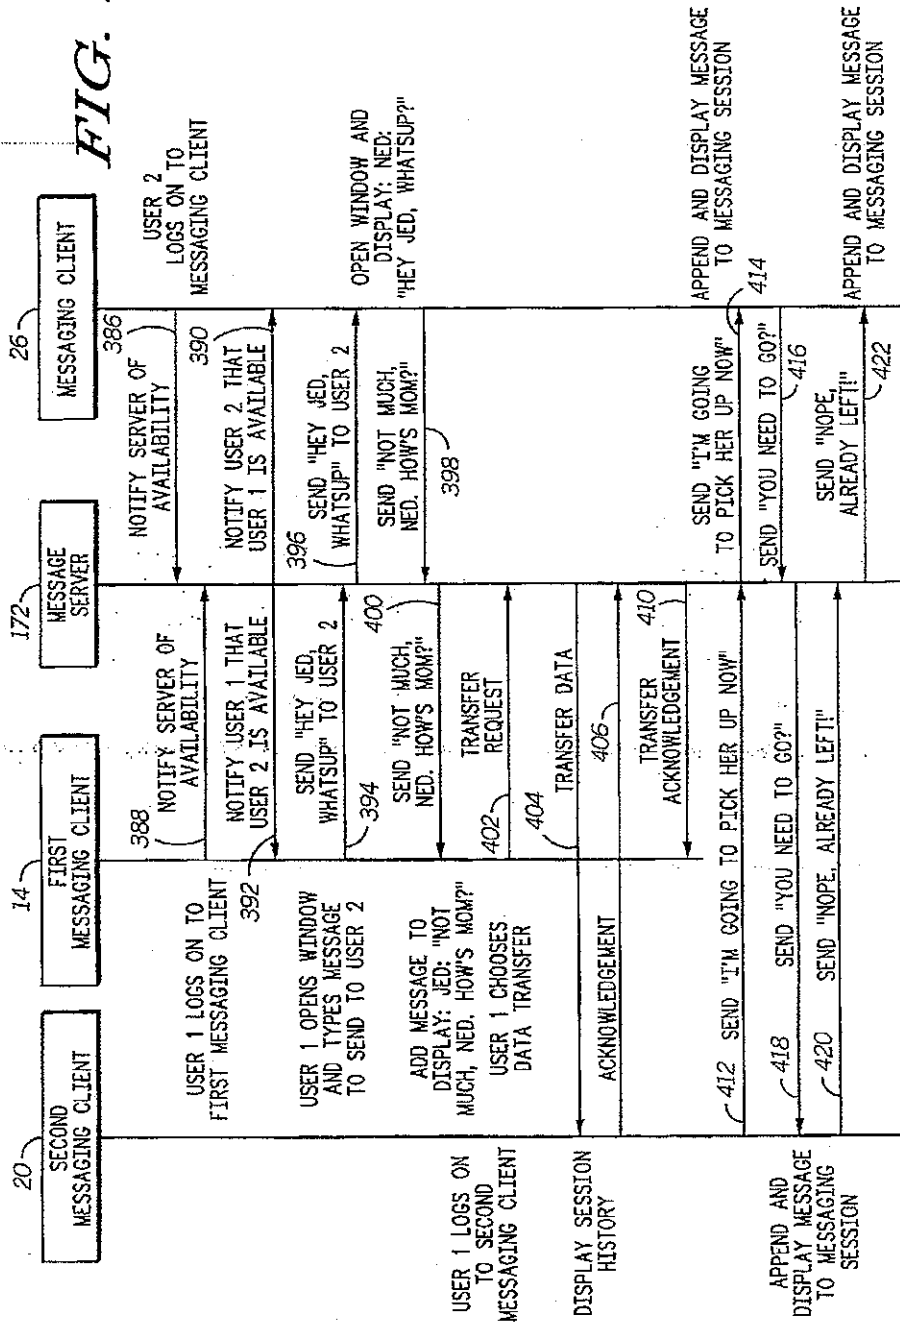 FIG.
20
SECOND
MESSAGING CLIENT
14
FIRST
MESSAGING CLIENT
172
MESSAGE
SERVER
26
MESSAGING CLIENT
USER 2
LOGS ON TO
MESSAGING CLIENT
386
NOTIFY SERVER OF
AVAILABILITY
USER 1 LOGS ON TO
FIRST MESSAGING CLIENT
388
NOTIFY SERVER OF
AVAILABILITY
390
NOTIFY USER 2 THAT
USER 1 IS AVAILABLE
NOTIFY USER 1 THAT
USER 2 IS AVAILABLE
392
USER 1 OPENS WINDOW
AND TYPES MESSAGE
TO SEND TO USER 2
SEND "HEY JED,
WHATSUP" TO USER 2
394
SEND "HEY JED,
WHATSUP" TO USER 2
396
OPEN WINDOW AND
DISPLAY: NED:
"HEY JED, WHATSUP?"
SEND "NOT MUCH,
NED. HOW'S MOM?"
398
SEND "NOT MUCH,
NED. HOW'S MOM?"
400
ADD MESSAGE TO
DISPLAY: JED: "NOT
MUCH, NED. HOW'S MOM?"
USER 1 LOGS ON
TO SECOND
MESSAGING CLIENT
USER 1 CHOOSES
DATA TRANSFER
TRANSFER
REQUEST
402
404
TRANSFER DATA
DISPLAY SESSION
HISTORY
ACKNOWLEDGEMENT
406
410
TRANSFER
ACKNOWLEDGEMENT
412
SEND "I'M GOING TO PICK HER UP NOW"
SEND "I'M GOING
TO PICK HER UP NOW"
414
APPEND AND DISPLAY MESSAGE
TO MESSAGING SESSION
SEND "YOU NEED TO GO?"
416
418
SEND "YOU NEED TO GO?"
APPEND AND
DISPLAY MESSAGE
TO MESSAGING
SESSION
420
SEND "NOPE, ALREADY LEFT!"
SEND "NOPE,
ALREADY LEFT!"
422
APPEND AND DISPLAY MESSAGE
TO MESSAGING SESSION